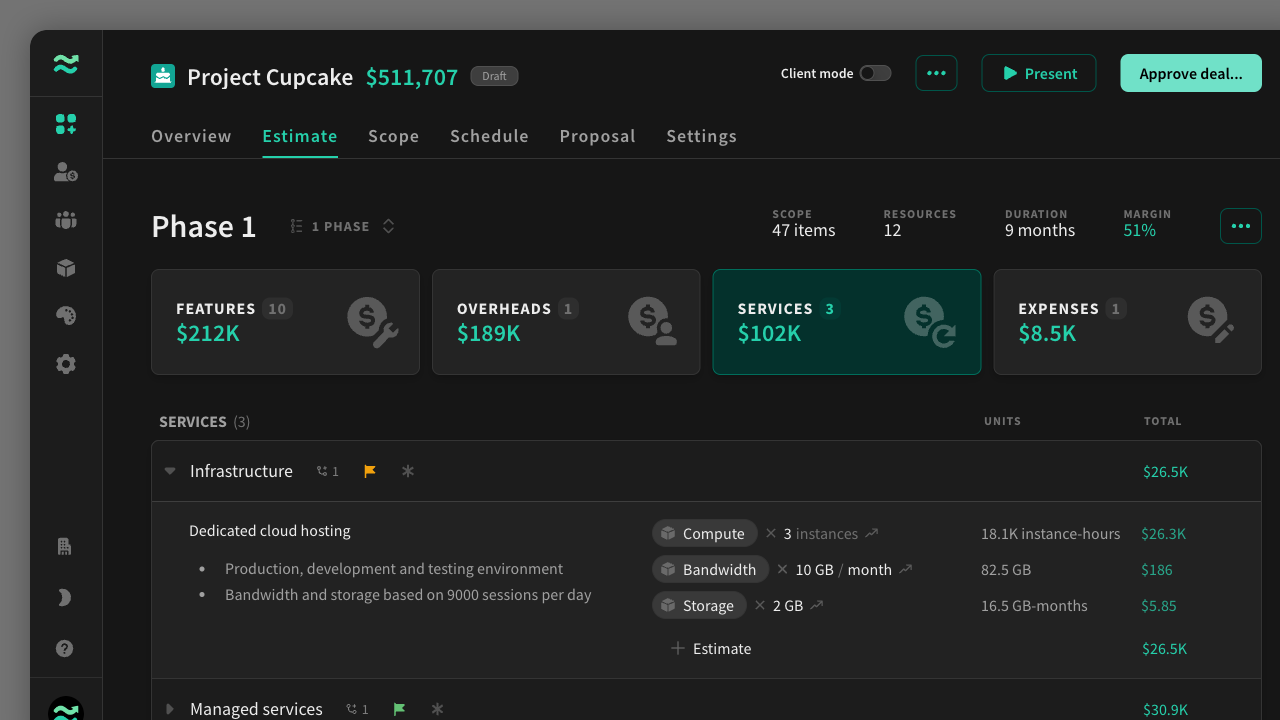 Project Cupcake $511,707 Draft
Client mode Present Approve deal...
Overview Estimate Scope Schedule Proposal Settings
Phase 1 1 PHASE
SCOPE RESOURCES DURATION MARGIN
47 items 12 9 months 51%
FEATURES 10 OVERHEADS 1 SERVICES 3 EXPENSES 1
$212K $189K $102K $8.5K
SERVICES (3) UNITS TOTAL
Infrastructure 1 $26.5K
Dedicated cloud hosting
• Production, development and testing environment
• Bandwidth and storage based on 9000 sessions per day
Compute × 3 instances 18.1K instance-hours $26.3K
Bandwidth × 10 GB / month 82.5 GB $186
Storage × 2 GB 16.5 GB-months $5.85
+ Estimate $26.5K
Managed services 1 $30.9K